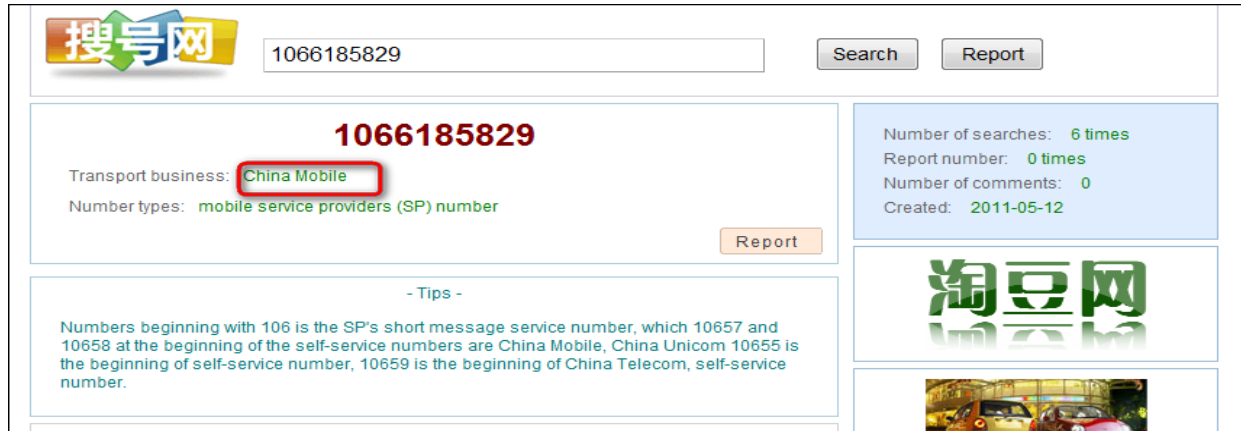 搜号网
1066185829
Search
Report
1066185829
Transport business: China Mobile
Number types: mobile service providers (SP) number
Report
- Tips -
Numbers beginning with 106 is the SP's short message service number, which 10657 and
10658 at the beginning of the self-service numbers are China Mobile, China Unicom 10655 is
the beginning of self-service number, 10659 is the beginning of China Telecom, self-service
number.
Number of searches: 6 times
Report number: 0 times
Number of comments: 0
Created: 2011-05-12
淘豆网